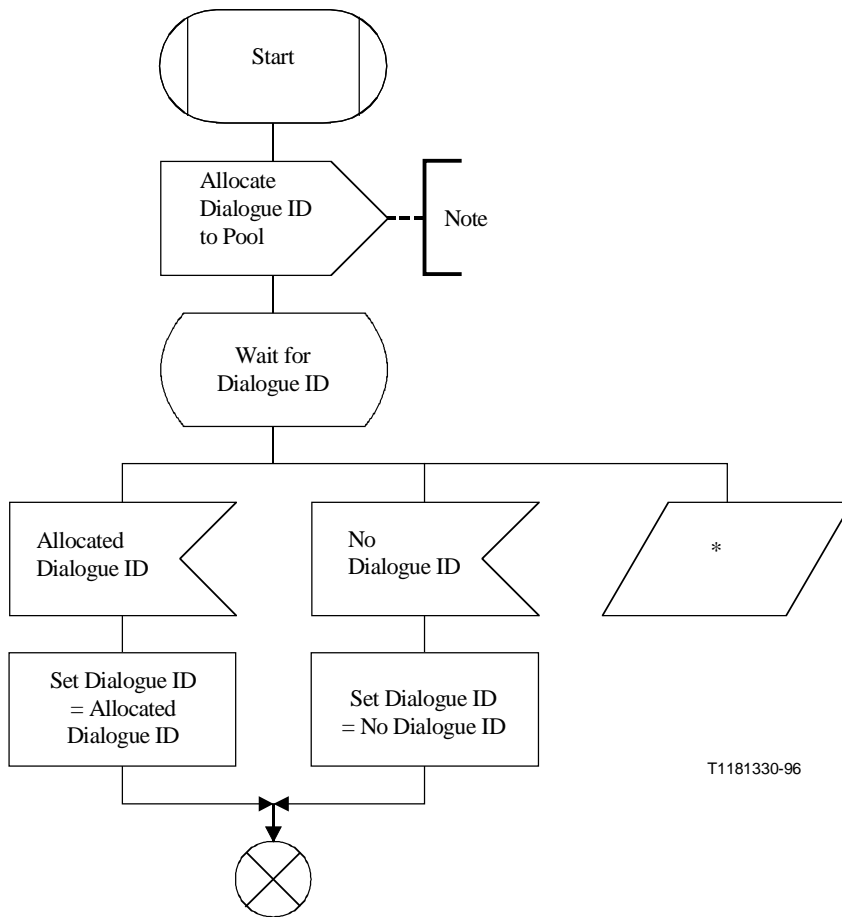 Start
Allocate
Dialogue ID
to Pool
Note
Wait for
Dialogue ID
Allocated
Dialogue ID
No
Dialogue ID
*
Set Dialogue ID
= Allocated
Dialogue ID
Set Dialogue ID
= No Dialogue ID
T1181330-96